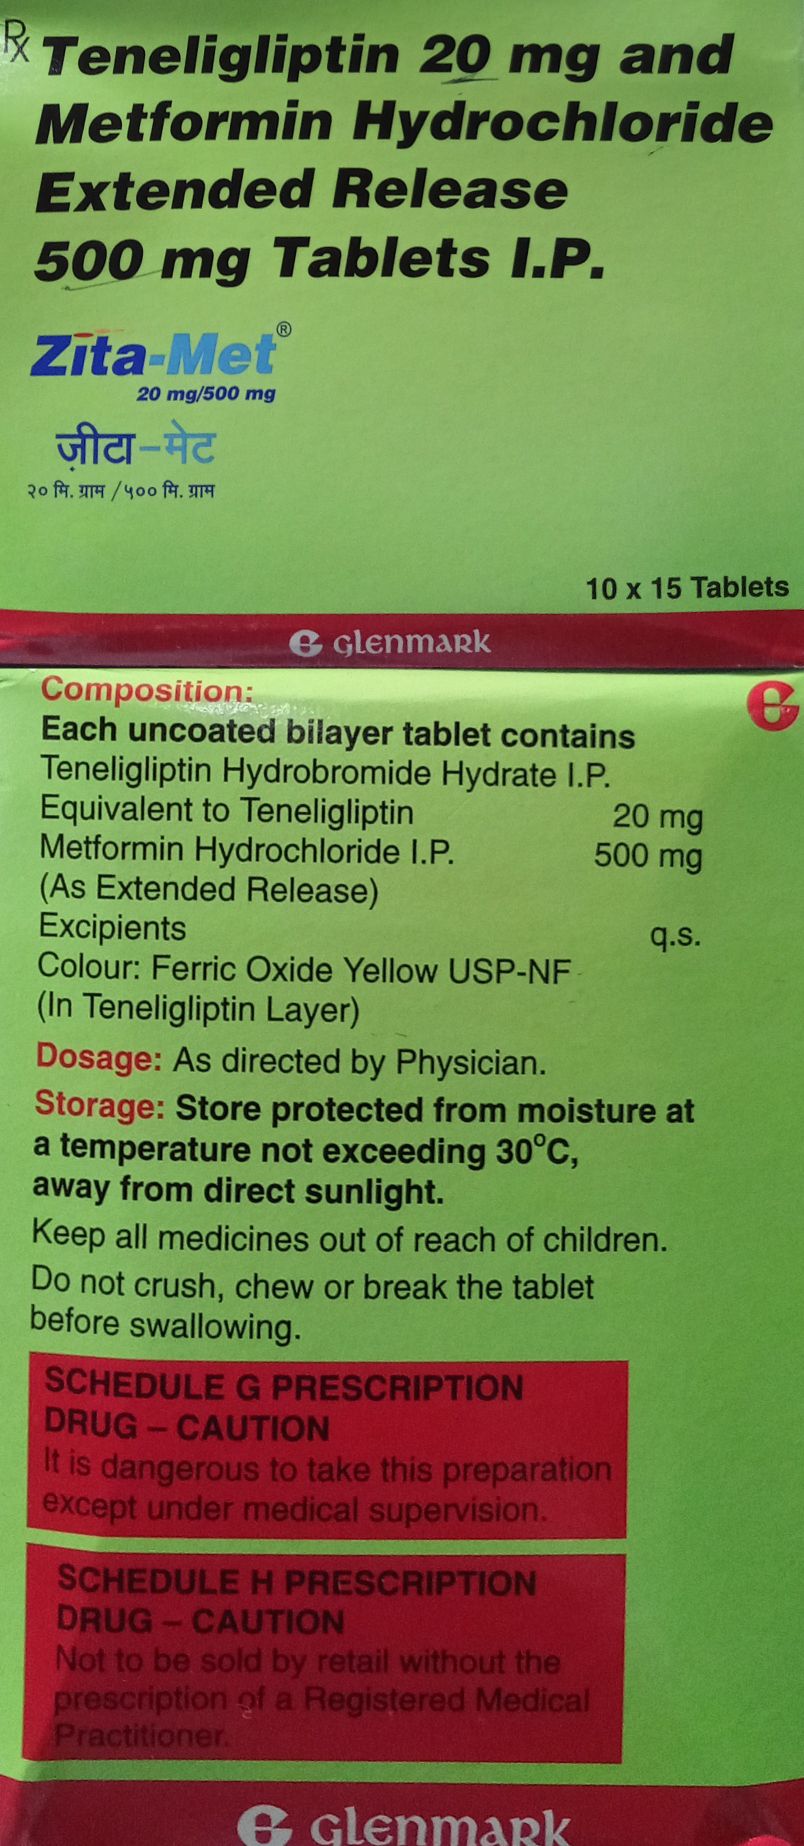 Rx Teneligliptin 20 mg and
Metformin Hydrochloride
Extended Release
500 mg Tablets I.P.
Zita-Met®
20 mg/500 mg
ज़ीटा-मेट
२० मि. ग्राम /५०० मि. ग्राम
10 x 15 Tablets
glenmark
Composition:
Each uncoated bilayer tablet contains
Teneligliptin Hydrobromide Hydrate I.P.
Equivalent to Teneligliptin 20 mg
Metformin Hydrochloride I.P. 500 mg
(As Extended Release)
Excipients q.s.
Colour: Ferric Oxide Yellow USP-NF
(In Teneligliptin Layer)
Dosage: As directed by Physician.
Storage: Store protected from moisture at
a temperature not exceeding 30°C,
away from direct sunlight.
Keep all medicines out of reach of children.
Do not crush, chew or break the tablet
before swallowing.
SCHEDULE G PRESCRIPTION
DRUG – CAUTION
It is dangerous to take this preparation
except under medical supervision.
SCHEDULE H PRESCRIPTION
DRUG – CAUTION
Not to be sold by retail without the
prescription of a Registered Medical
Practitioner.
glenmark